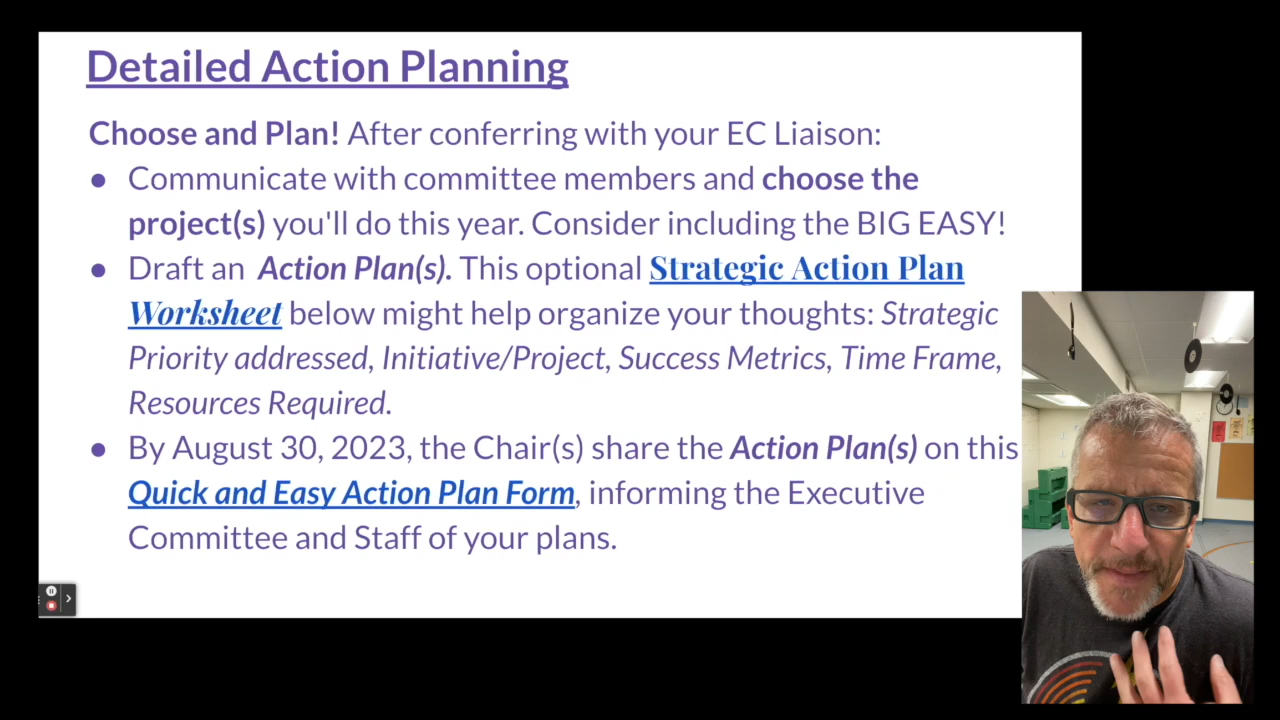 Detailed Action Planning
Choose and Plan! After conferring with your EC Liaison:
● Communicate with committee members and choose the
project(s) you'll do this year. Consider including the BIG EASY!
● Draft an Action Plan(s). This optional Strategic Action Plan
Worksheet below might help organize your thoughts: Strategic
Priority addressed, Initiative/Project, Success Metrics, Time Frame,
Resources Required.
● By August 30, 2023, the Chair(s) share the Action Plan(s) on this
Quick and Easy Action Plan Form, informing the Executive
Committee and Staff of your plans.